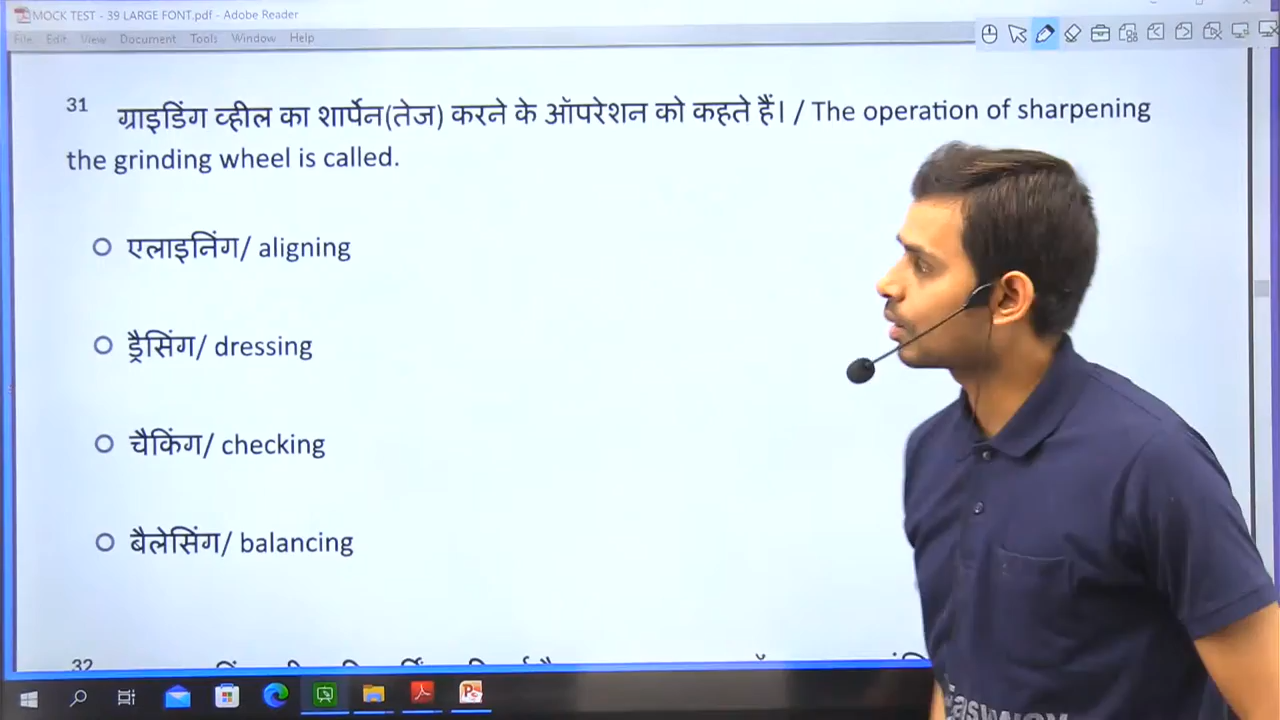 MOCK TEST - 39 LARGE FONT.pdf - Adobe Reader
File Edit View Document Tools Window Help
31 ग्राइडिंग व्हील का शार्पेन(तेज) करने के ऑपरेशन को कहते हैं। / The operation of sharpening
the grinding wheel is called.
एलाइनिंग/ aligning
ड्रैसिंग/ dressing
चैकिंग/ checking
बैलेसिंग/ balancing
32